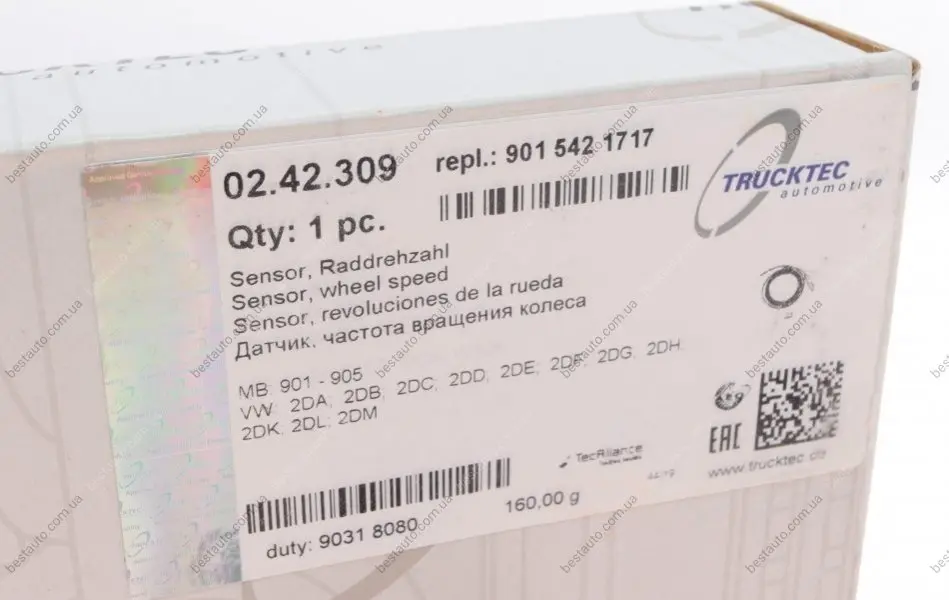 02.42.309
repl.: 901 542 1717
TRUCKTEC
automotive
Qty: 1 pc.
Sensor, Raddrehzahl
Sensor, wheel speed
Sensor, revoluciones de la rueda
Датчик, частота вращения колеса
MB: 901 - 905
VW: 2DA; 2DB; 2DC; 2DD; 2DE; 2DF; 2DG; 2DH;
2DK; 2DL; 2DM
EAC
TecAlliance
www.trucktec.de
160,00 g
duty: 9031 8080
bestauto.com.ua